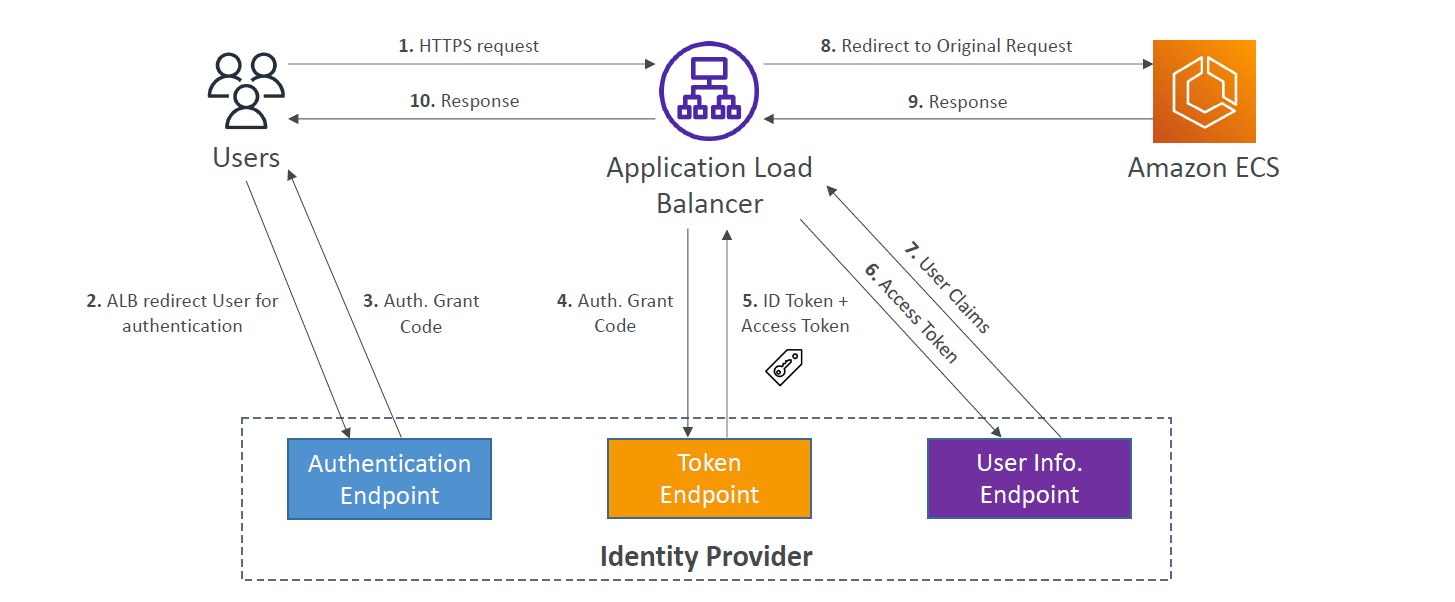 1. HTTPS request
8. Redirect to Original Request
10. Response
9. Response
Users
Application Load
Balancer
Amazon ECS
2. ALB redirect User for
authentication
3. Auth. Grant
Code
4. Auth. Grant
Code
5. ID Token +
Access Token
6. Access Token
7. User Claims
Authentication
Endpoint
Token
Endpoint
User Info.
Endpoint
Identity Provider